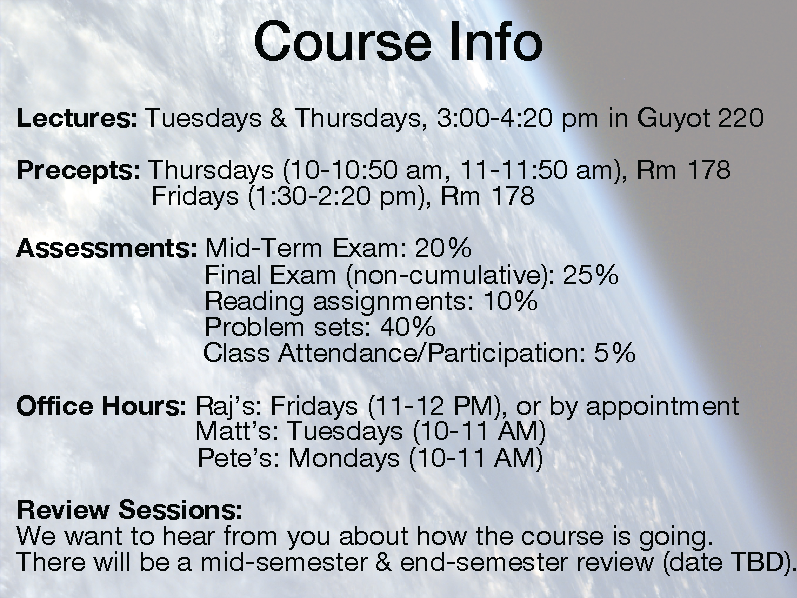 Course Info
Lectures: Tuesdays & Thursdays, 3:00-4:20 pm in Guyot 220
Precepts: Thursdays (10-10:50 am, 11-11:50 am), Rm 178
Fridays (1:30-2:20 pm), Rm 178
Assessments: Mid-Term Exam: 20%
Final Exam (non-cumulative): 25%
Reading assignments: 10%
Problem sets: 40%
Class Attendance/Participation: 5%
Office Hours: Raj's: Fridays (11-12 PM), or by appointment
Matt's: Tuesdays (10-11 AM)
Pete's: Mondays (10-11 AM)
Review Sessions:
We want to hear from you about how the course is going.
There will be a mid-semester & end-semester review (date TBD).